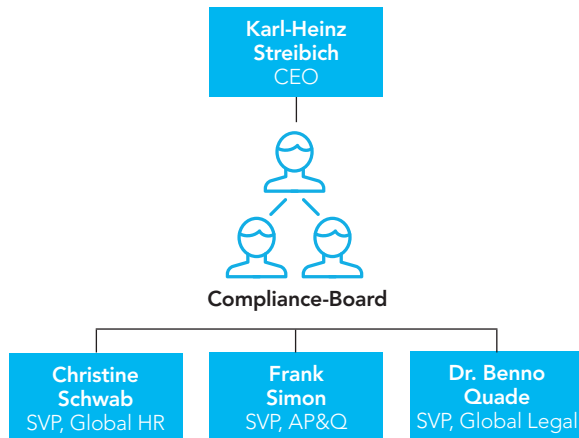 Karl-Heinz
Streibich
CEO
Compliance-Board
Christine
Schwab
SVP, Global HR
Frank
Simon
SVP, AP&Q
Dr. Benno
Quade
SVP, Global Legal